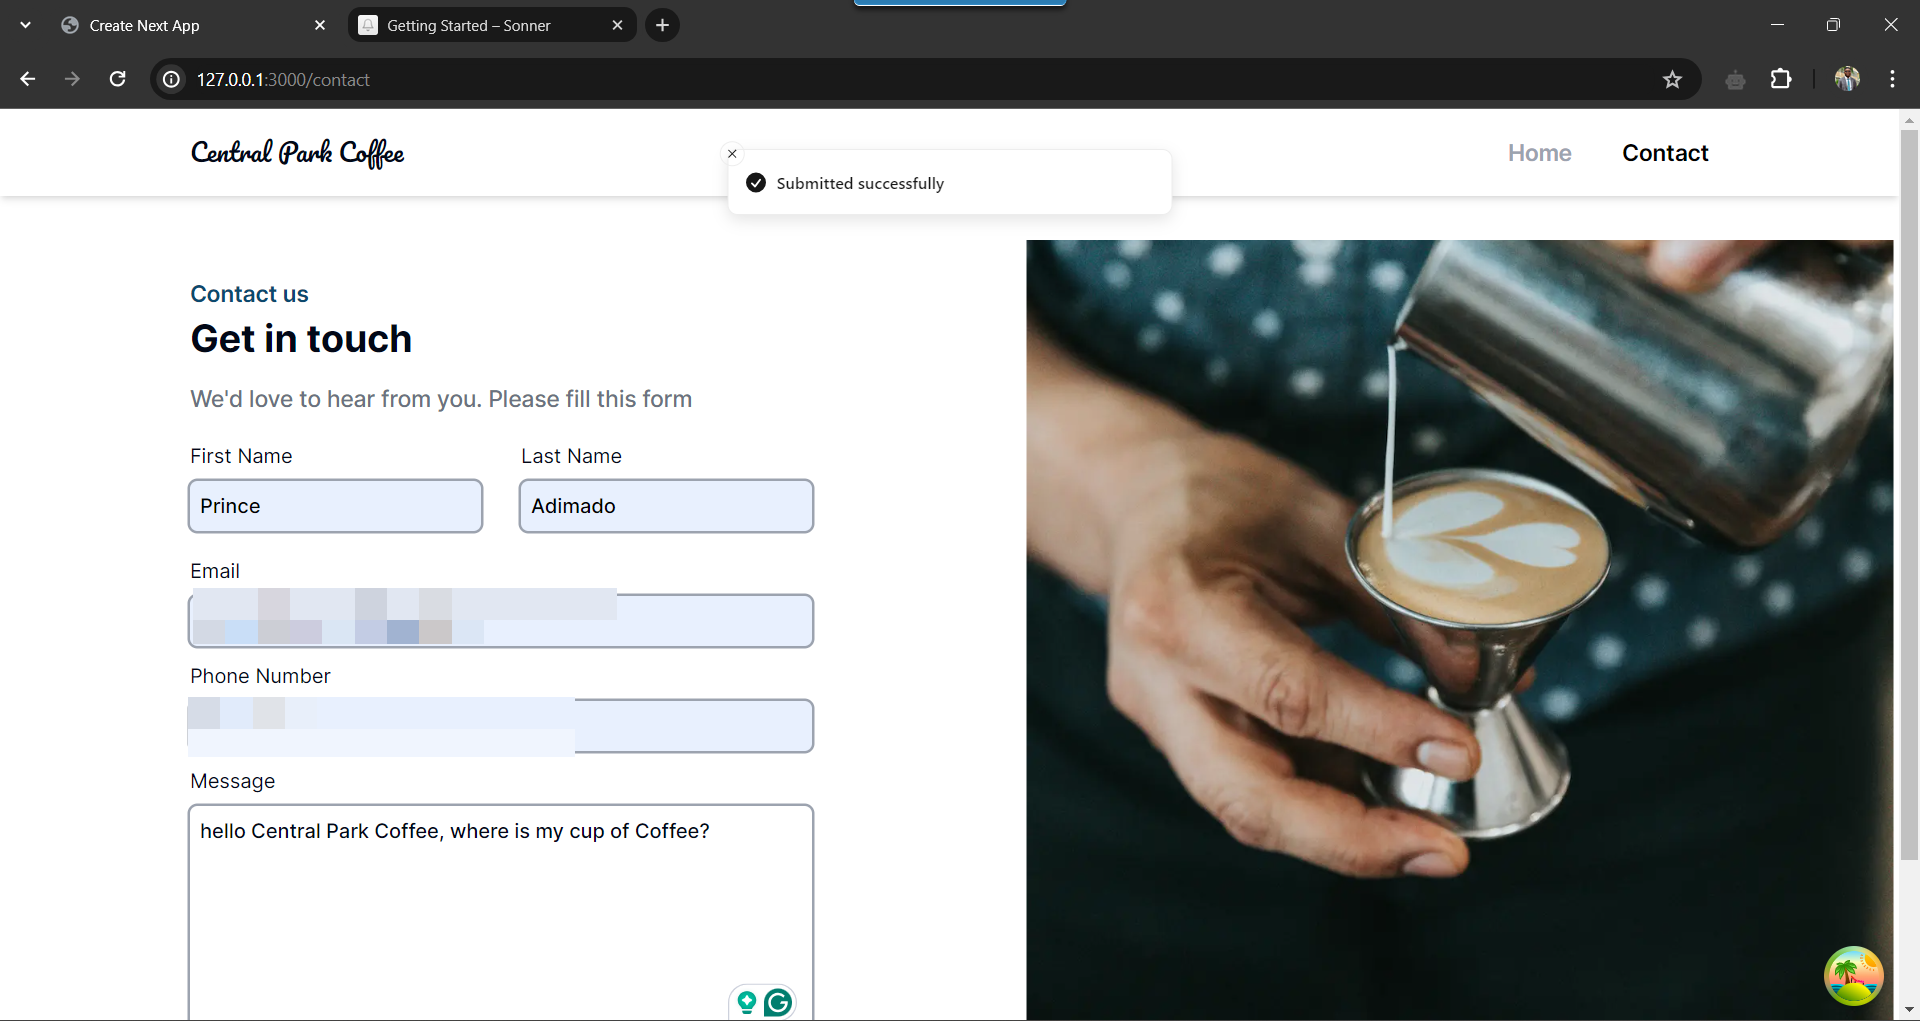 Create Next App
Getting Started – Sonner
127.0.0.1:3000/contact
Central Park Coffee
Submitted successfully
Home
Contact
Contact us
Get in touch
We'd love to hear from you. Please fill this form
First Name
Last Name
Prince
Adimado
Email
Phone Number
Message
hello Central Park Coffee, where is my cup of Coffee?